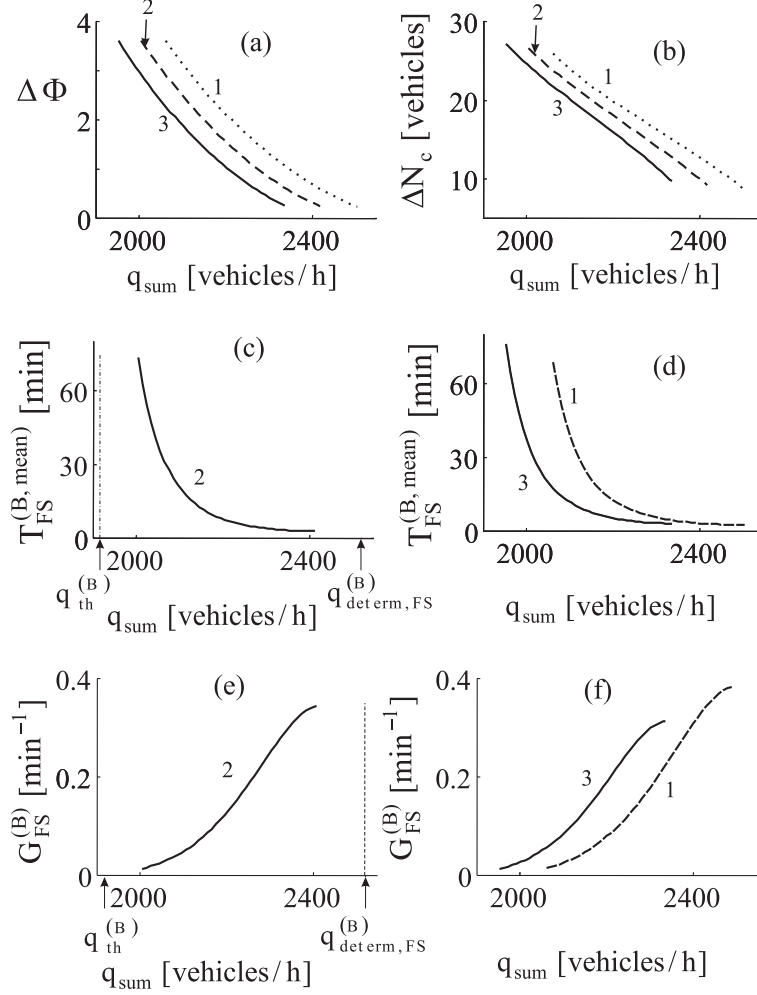 4
2
(a)
ΔΦ
1
2
3
0
2000
2400
q_sum [vehicles/h]
30
2
(b)
ΔN_c [vehicles]
1
20
3
10
2000
2400
q_sum [vehicles/h]
(c)
T_FS^(B, mean) [min]
60
30
2
0
2000
2400
q_th^(B)
q_determ,FS^(B)
q_sum [vehicles/h]
(d)
T_FS^(B, mean) [min]
60
1
30
3
0
2000
2400
q_sum [vehicles/h]
0.4
(e)
G_FS^(B) [min^−1]
2
0.2
0
2000
2400
q_th^(B)
q_determ,FS^(B)
q_sum [vehicles/h]
0.4
(f)
G_FS^(B) [min^−1]
3
1
0.2
0
2000
2400
q_sum [vehicles/h]